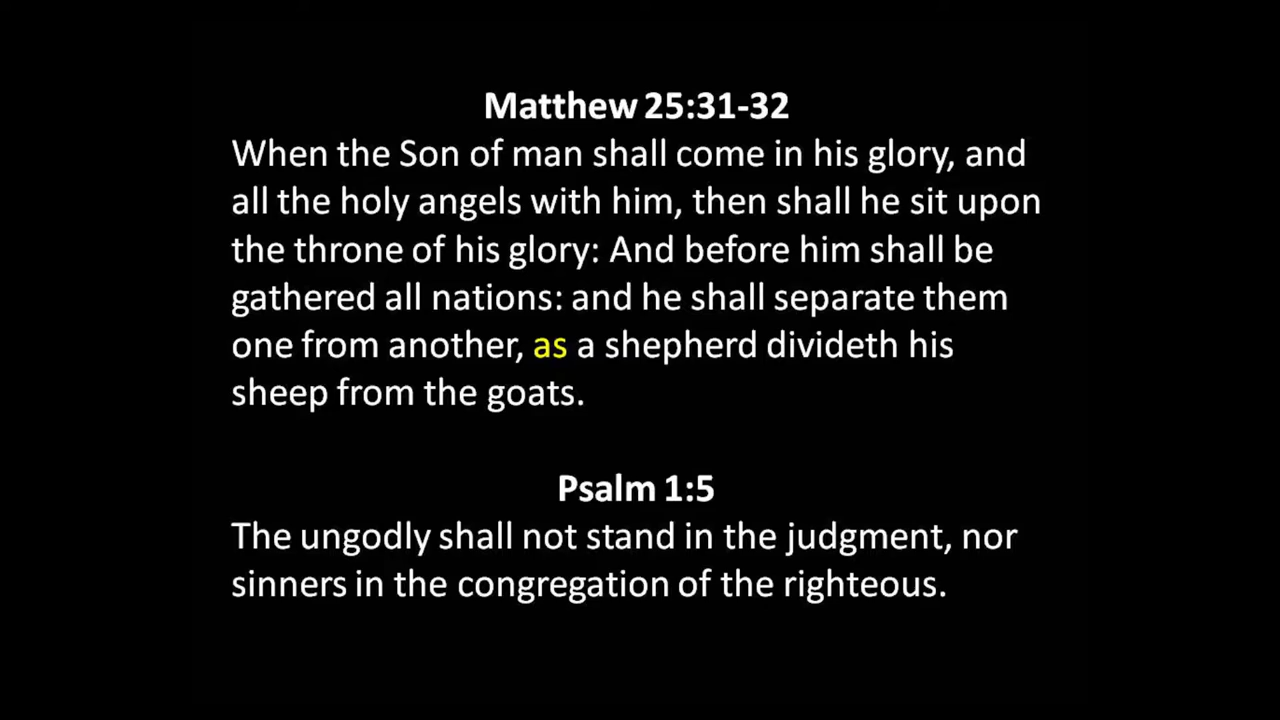 Matthew 25:31-32
When the Son of man shall come in his glory, and
all the holy angels with him, then shall he sit upon
the throne of his glory: And before him shall be
gathered all nations: and he shall separate them
one from another, as a shepherd divideth his
sheep from the goats.
Psalm 1:5
The ungodly shall not stand in the judgment, nor
sinners in the congregation of the righteous.